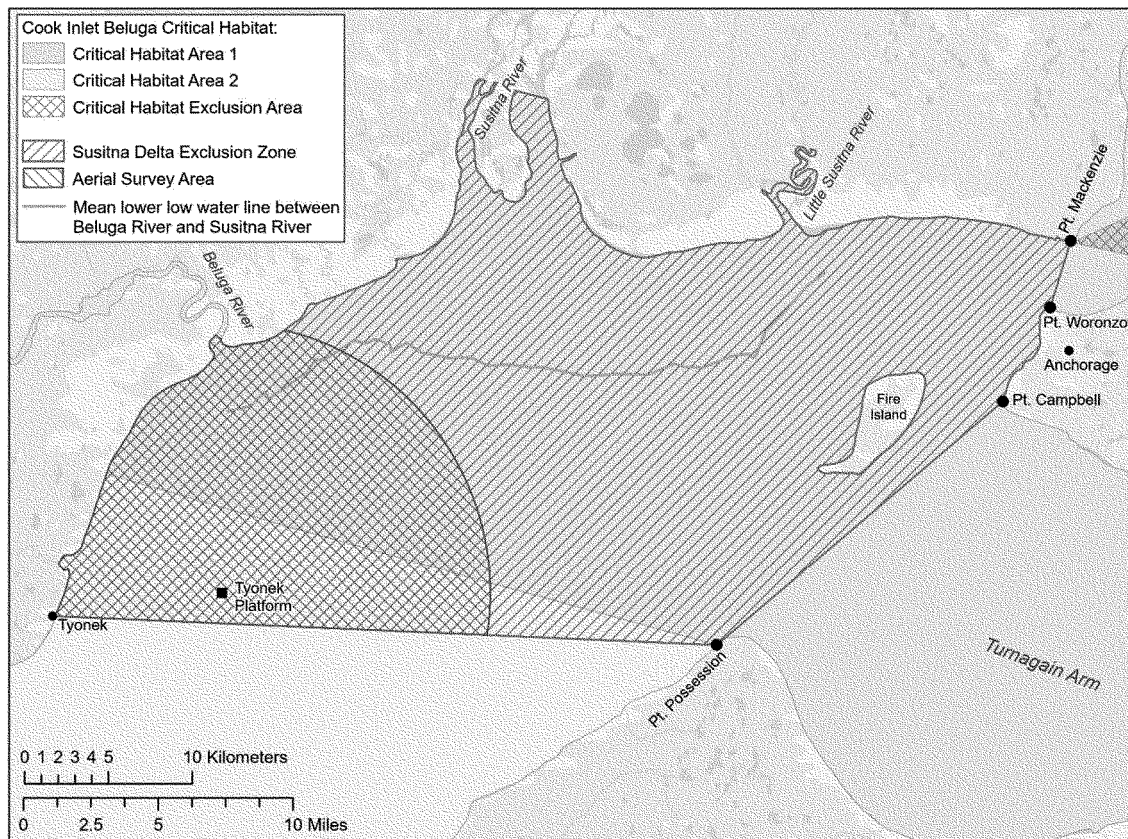 Cook Inlet Beluga Critical Habitat:
Critical Habitat Area 1
Critical Habitat Area 2
Critical Habitat Exclusion Area
Susitna Delta Exclusion Zone
Aerial Survey Area
Mean lower low water line between
Beluga River and Susitna River
Susitna River
Little Susitna River
Pt. Mackenzie
Beluga River
Pt. Woronzo
Anchorage
Fire
Island
Pt. Campbell
Tyonek
Platform
Tyonek
Pt. Possession
Turnagain Arm
0 1 2 3 4 5 10 Kilometers
0 2.5 5 10 Miles